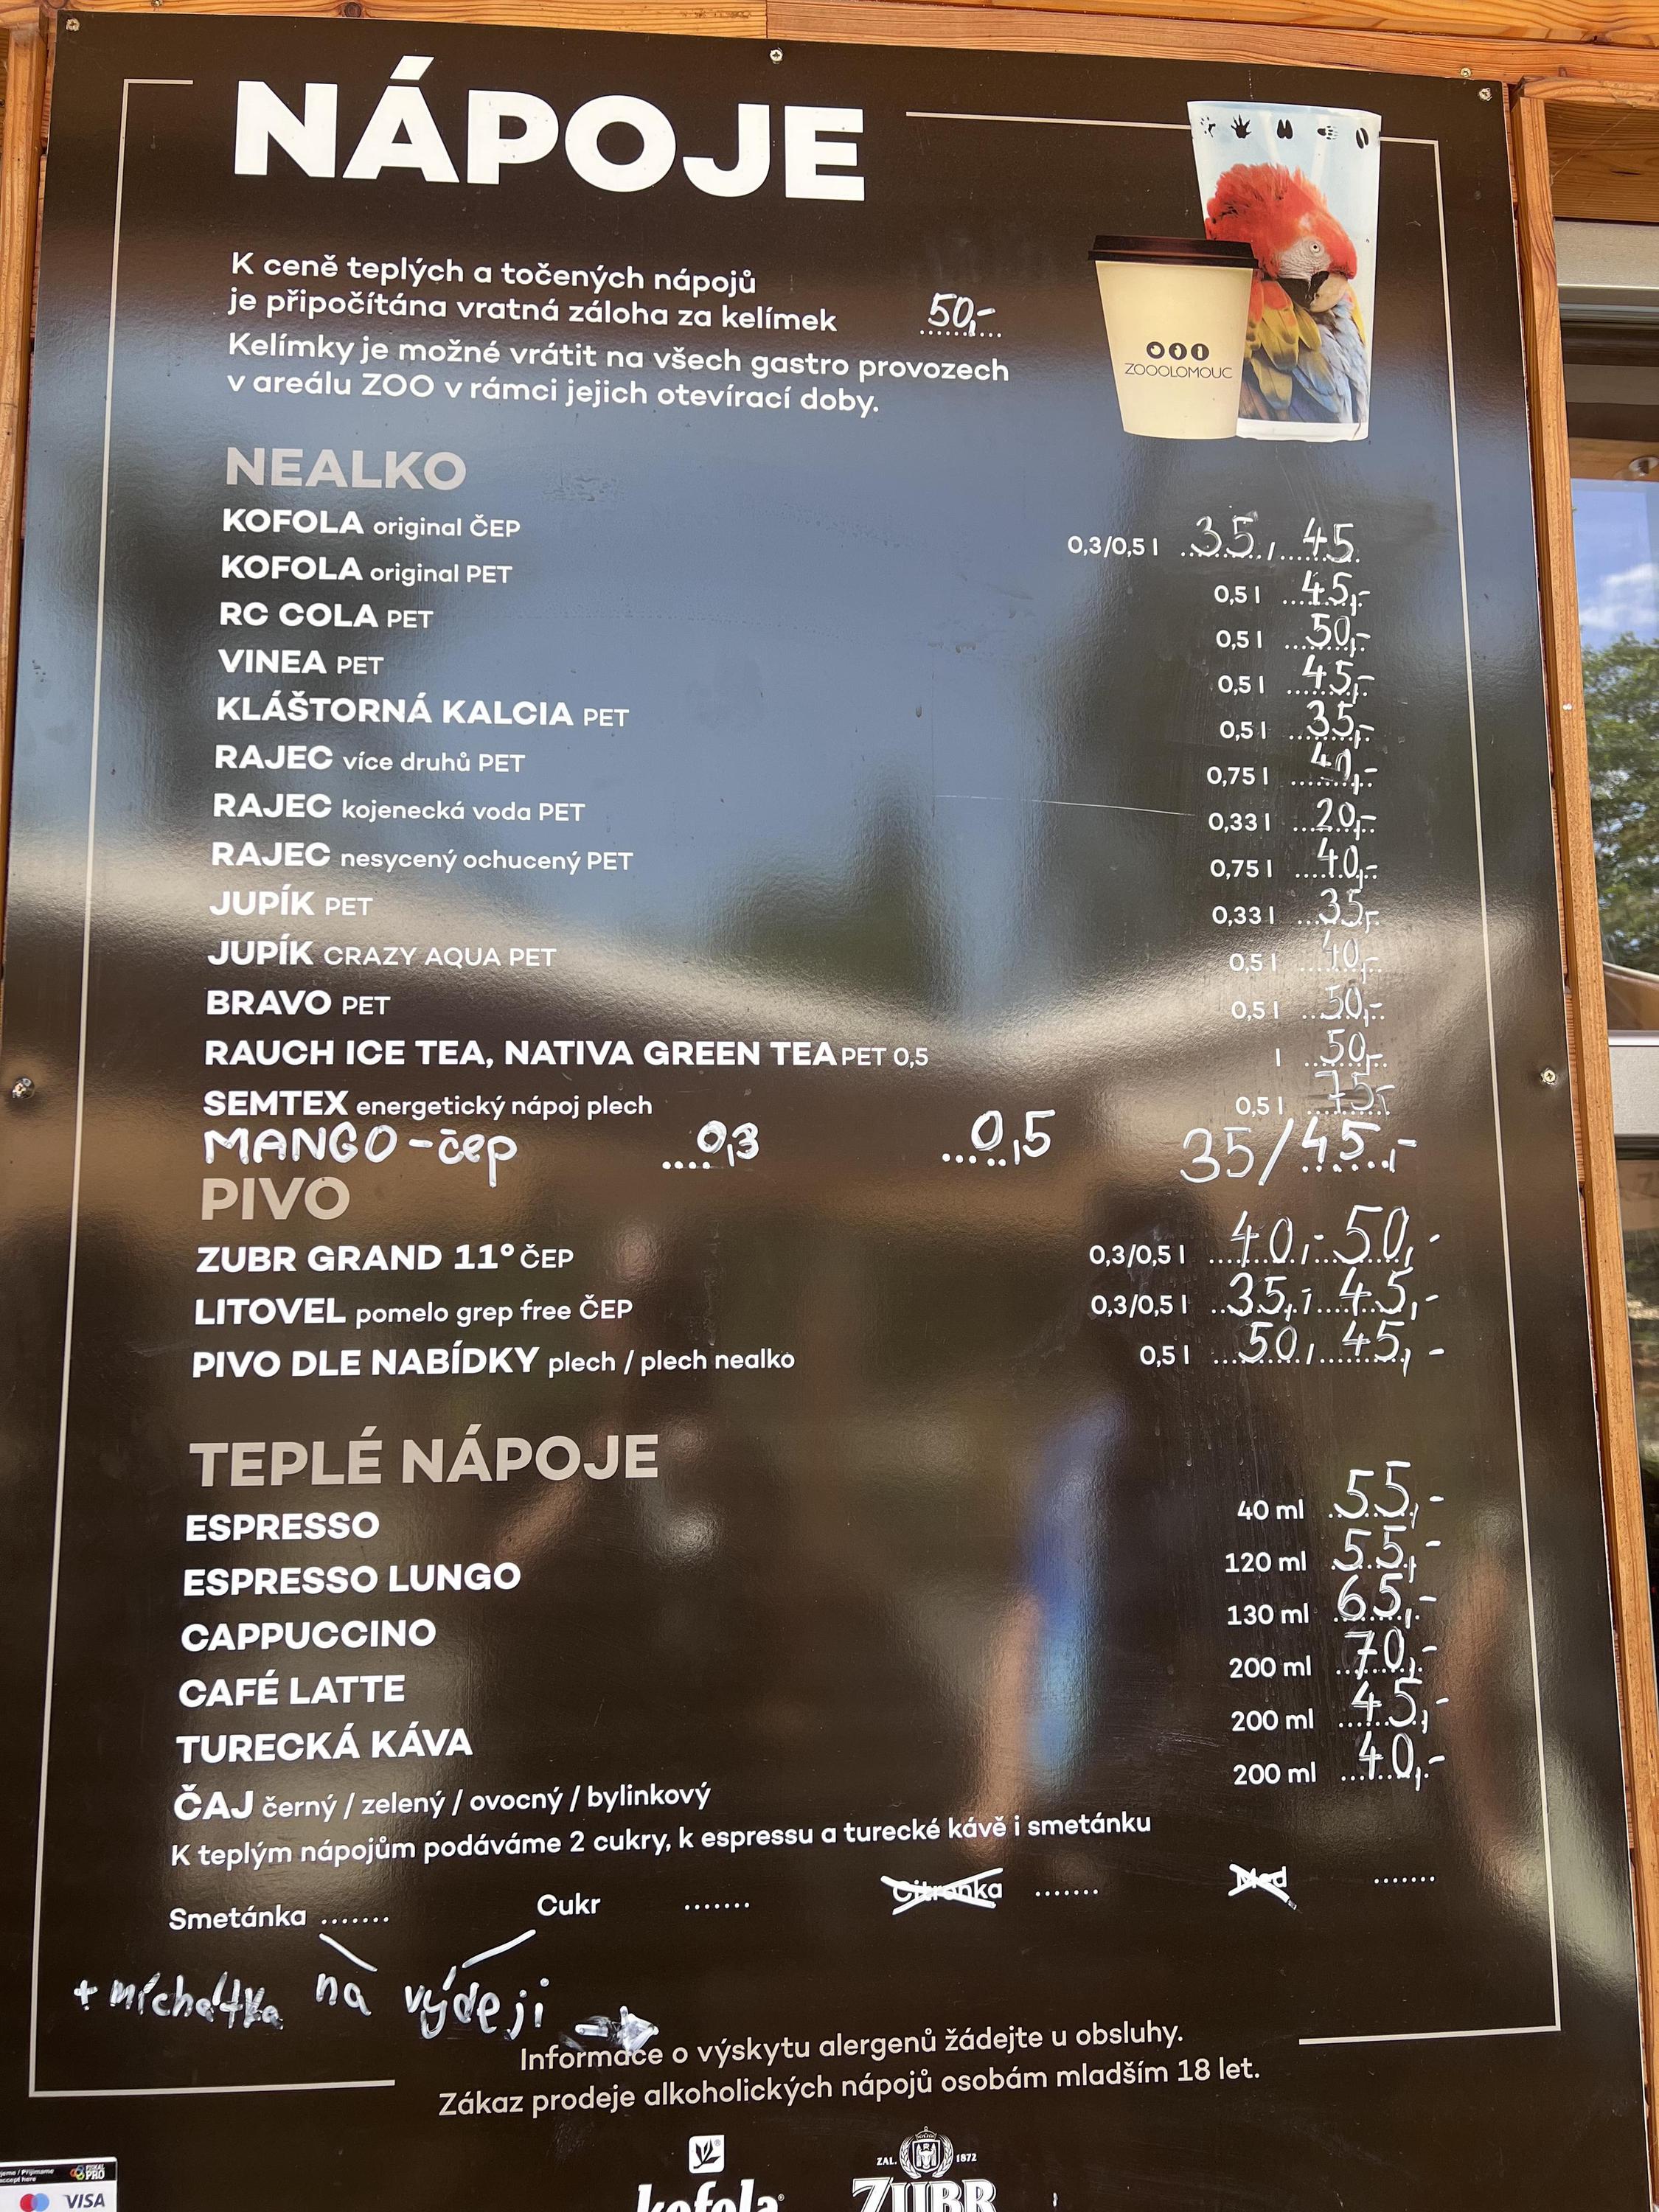 NÁPOJE
K ceně teplých a točených nápojů
je připočítána vratná záloha za kelímek 50,-
Kelímky je možné vrátit na všech gastro provozech
v areálu ZOO v rámci jejich otevírací doby.
ZOOOLOMOUC
NEALKO
KOFOLA original ČEP 0,3/0,5 l 35 / 45
KOFOLA original PET 0,5 l 45,-
RC COLA PET 0,5 l 50,-
VINEA PET 0,5 l 45,-
KLÁŠTORNÁ KALCIA PET 0,5 l 35,-
RAJEC více druhů PET 0,75 l 40,-
RAJEC kojenecká voda PET 0,33 l 20,-
RAJEC nesycený ochucený PET 0,75 l 40,-
JUPÍK PET 0,33 l 35,-
JUPÍK CRAZY AQUA PET 0,5 l 40,-
BRAVO PET 0,5 l 50,-
RAUCH ICE TEA, NATIVA GREEN TEA PET 0,5 l 50,-
SEMTEX energetický nápoj plech 0,5 l 75,-
MANGO - čep 0,3 0,5 35/45,-
PIVO
ZUBR GRAND 11° ČEP 0,3/0,5 l 40,- 50,-
LITOVEL pomelo grep free ČEP 0,3/0,5 l 35,- 45,-
PIVO DLE NABÍDKY plech / plech nealko 0,5 l 50 / 45,-
TEPLÉ NÁPOJE
ESPRESSO 40 ml 55,-
ESPRESSO LUNGO 120 ml 55,-
CAPPUCCINO 130 ml 65,-
CAFÉ LATTE 200 ml 70,-
TURECKÁ KÁVA 200 ml 45,-
ČAJ černý / zelený / ovocný / bylinkový 200 ml 40,-
K teplým nápojům podáváme 2 cukry, k espressu a turecké kávě i smetánku
Smetánka ....... Cukr ....... Citronka ....... Med .......
+ míchátka na výdeji →
Informace o výskytu alergenů žádejte u obsluhy.
Zákaz prodeje alkoholických nápojů osobám mladším 18 let.
kofola
ZAL. 1872
ZUBR
VISA